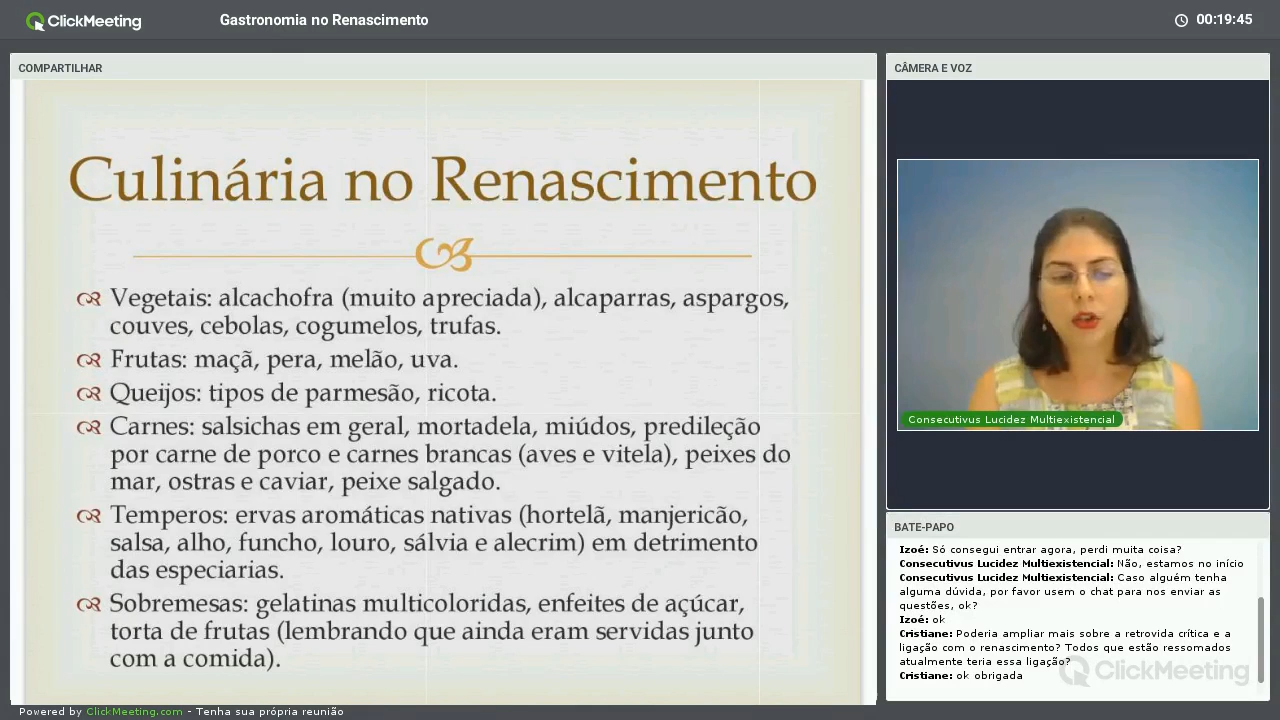 ClickMeeting
Gastronomia no Renascimento
00:19:45
COMPARTILHAR
Culinária no Renascimento
Vegetais: alcachofra (muito apreciada), alcaparras, aspargos,
couves, cebolas, cogumelos, trufas.
Frutas: maçã, pera, melão, uva.
Queijos: tipos de parmesão, ricota.
Carnes: salsichas em geral, mortadela, miúdos, predileção
por carne de porco e carnes brancas (aves e vitela), peixes do
mar, ostras e caviar, peixe salgado.
Temperos: ervas aromáticas nativas (hortelã, manjericão,
salsa, alho, funcho, louro, sálvia e alecrim) em detrimento
das especiarias.
Sobremesas: gelatinas multicoloridas, enfeites de açúcar,
torta de frutas (lembrando que ainda eram servidas junto
com a comida).
CÂMERA E VOZ
Consecutivus Lucidez Multiexistencial
BATE-PAPO
Izoé: Só consegui entrar agora, perdi muita coisa?
Consecutivus Lucidez Multiexistencial: Não, estamos no início
Consecutivus Lucidez Multiexistencial: Caso alguém tenha
alguma dúvida, por favor usem o chat para nos enviar as
questões, ok?
Izoé: ok
Cristiane: Poderia ampliar mais sobre a retrovida crítica e a
ligação com o renascimento? Todos que estão ressomados
atualmente teria essa ligação?
Cristiane: ok obrigada
ClickMeeting
Powered by ClickMeeting.com - Tenha sua própria reunião